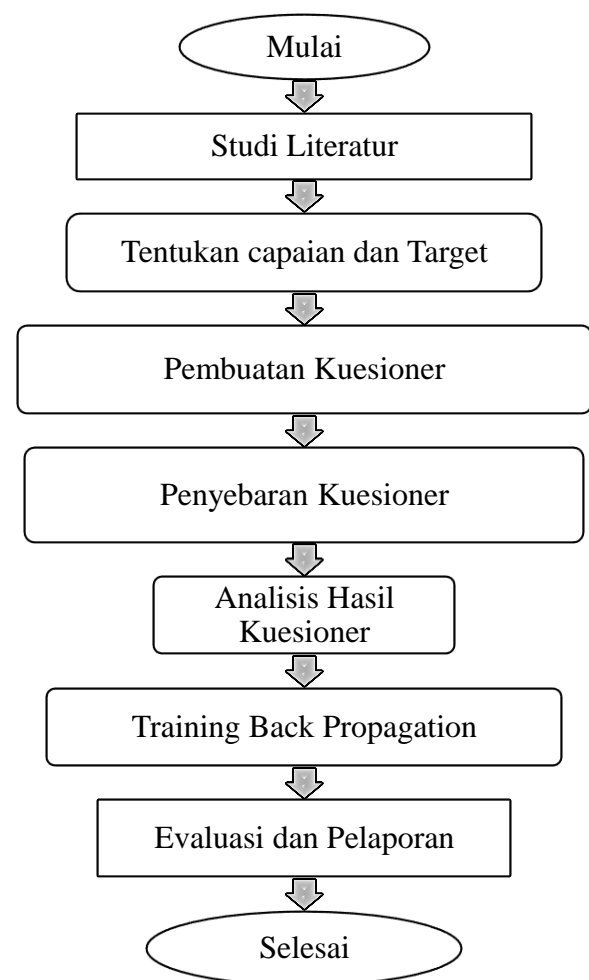 Mulai
Studi Literatur
Tentukan capaian dan Target
Pembuatan Kuesioner
Penyebaran Kuesioner
Analisis Hasil
Kuesioner
Training Back Propagation
Evaluasi dan Pelaporan
Selesai